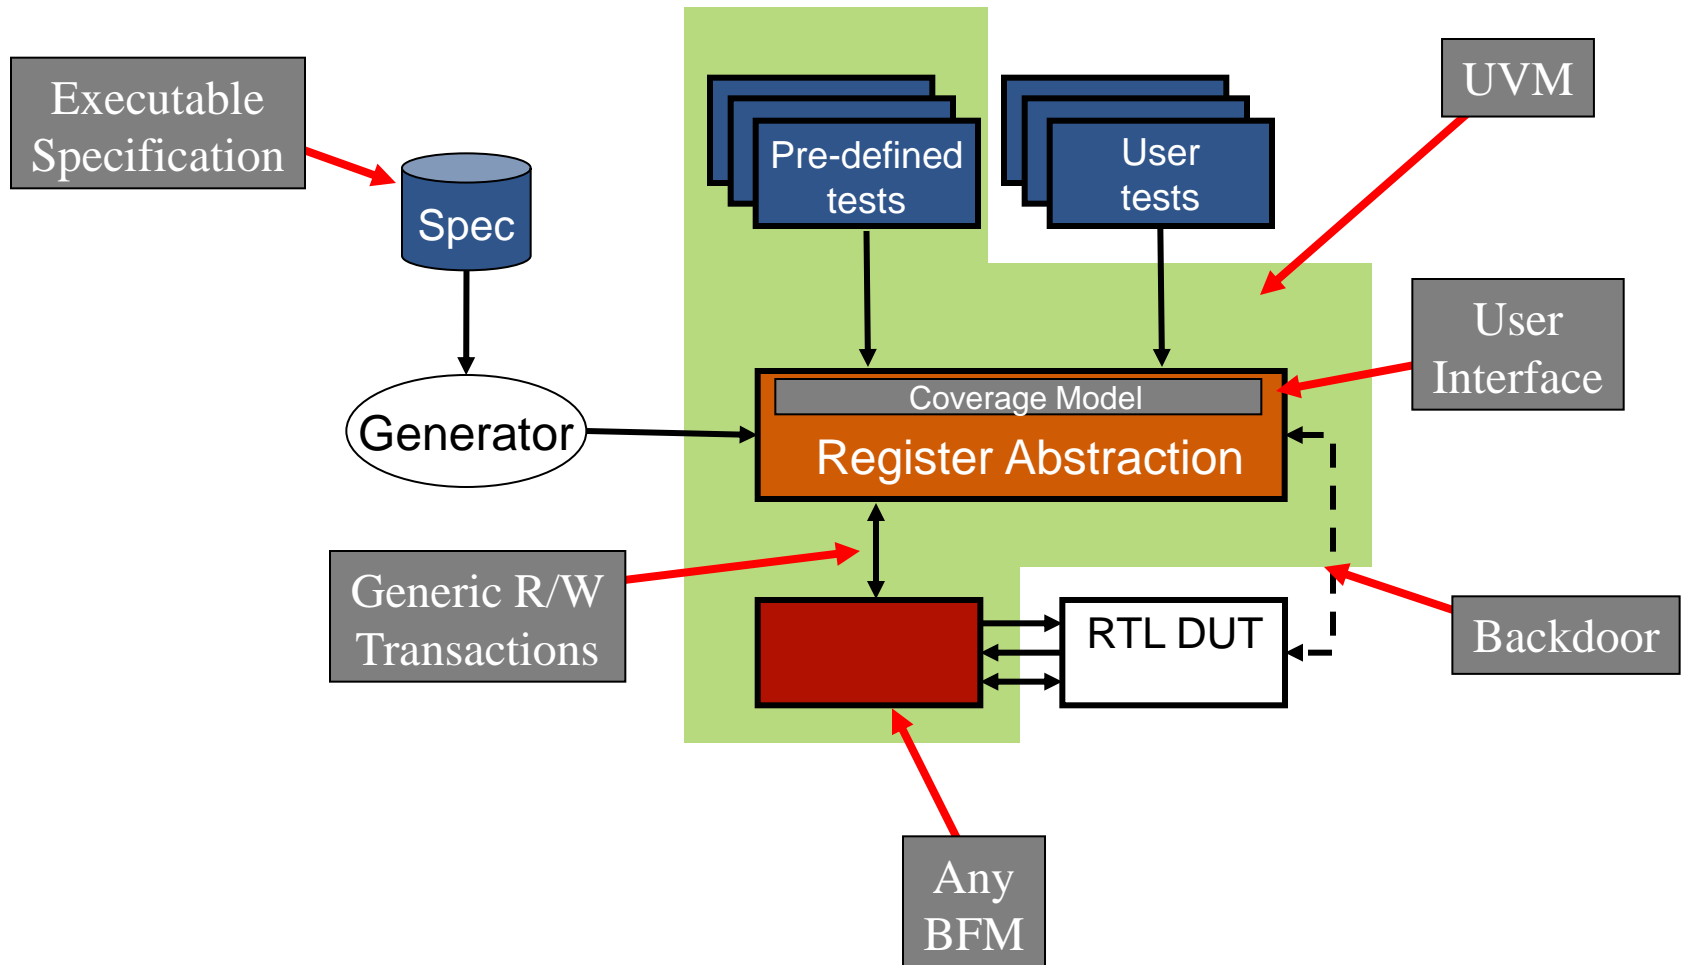 Executable
Specification
Spec
Generator
Pre-defined
tests
User
tests
UVM
User
Interface
Coverage Model
Register Abstraction
Generic R/W
Transactions
RTL DUT
Backdoor
Any
BFM